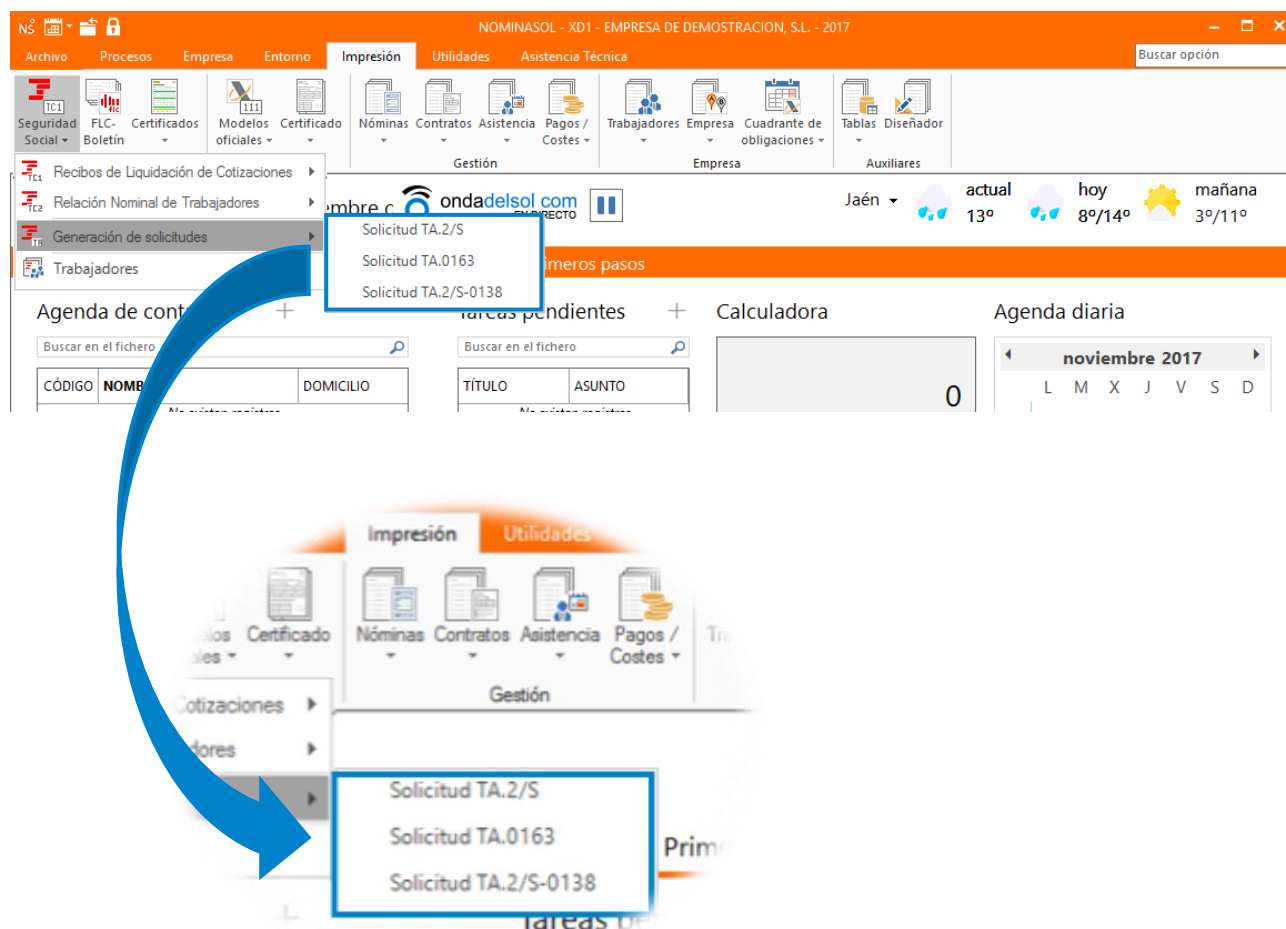 NOMINASOL - XD1 - EMPRESA DE DEMOSTRACION, S.L. - 2017
Archivo Procesos Empresa Entorno Impresión Utilidades Asistencia Técnica Buscar opción
TC1 flc 111
Seguridad Social FLC-Boletín Certificados Modelos oficiales Certificado Nóminas Contratos Asistencia Pagos / Costes Trabajadores Empresa Cuadrante de obligaciones Tablas Diseñador
Gestión Empresa Auxiliares
TC1 Recibos de Liquidación de Cotizaciones
TC2 Relación Nominal de Trabajadores
TA Generación de solicitudes
Trabajadores
Solicitud TA.2/S
Solicitud TA.0163
Solicitud TA.2/S-0138
ondadelsol com
EN DIRECTO
Jaén
actual hoy mañana
13º 8º/14º 3º/11º
pasos
Agenda de Tareas pendientes Calculadora Agenda diaria
Buscar en el fichero Buscar en el fichero
noviembre 2017
CÓDIGO DOMICILIO TÍTULO ASUNTO
L M X J V S D
0
Impresión Utilidades
Certificado Nóminas Contratos Asistencia Pagos / Costes
Gestión
Cotizaciones
Solicitud TA.2/S
Solicitud TA.0163
Solicitud TA.2/S-0138
Tareas